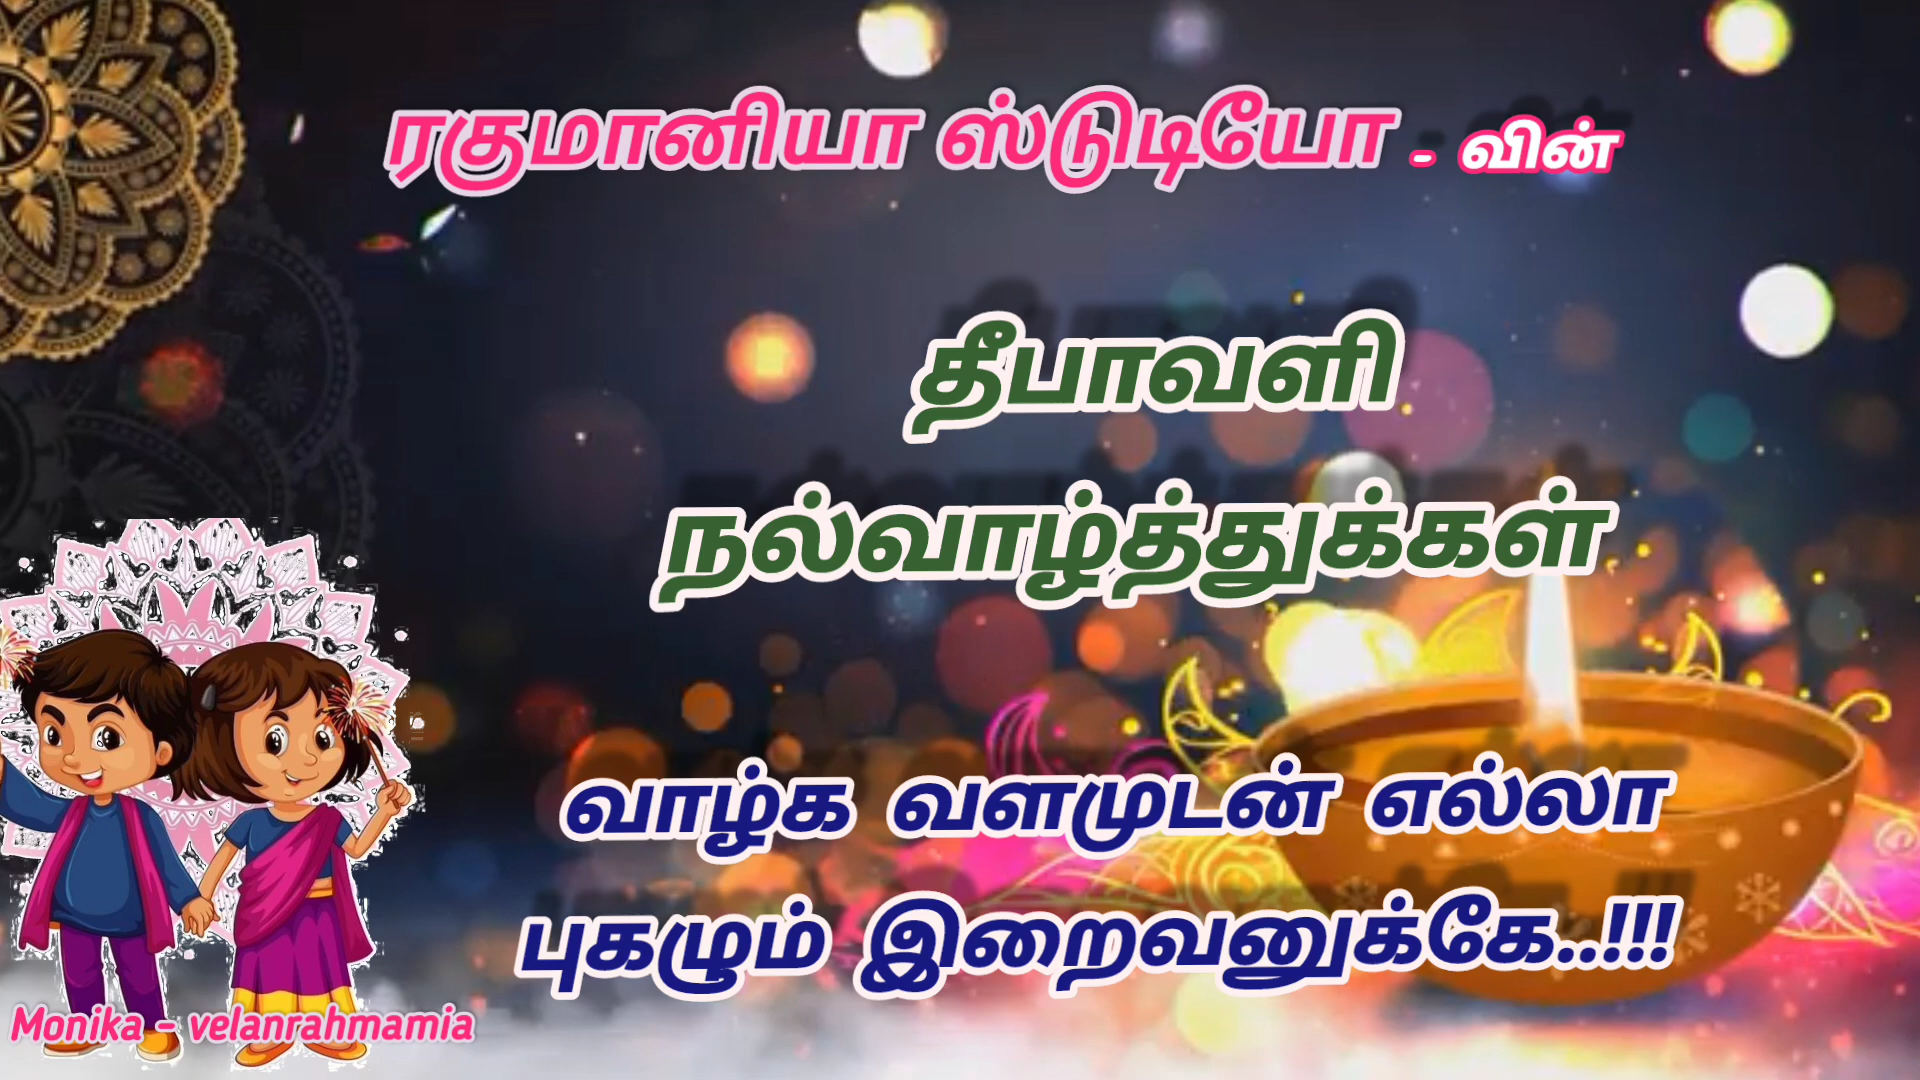 ரகுமானியா ஸ்டுடியோ - வின்
தீபாவளி
நல்வாழ்த்துக்கள்
வாழ்க வளமுடன் எல்லா
புகழும் இறைவனுக்கே..!!!
Monika - velanrahmamia